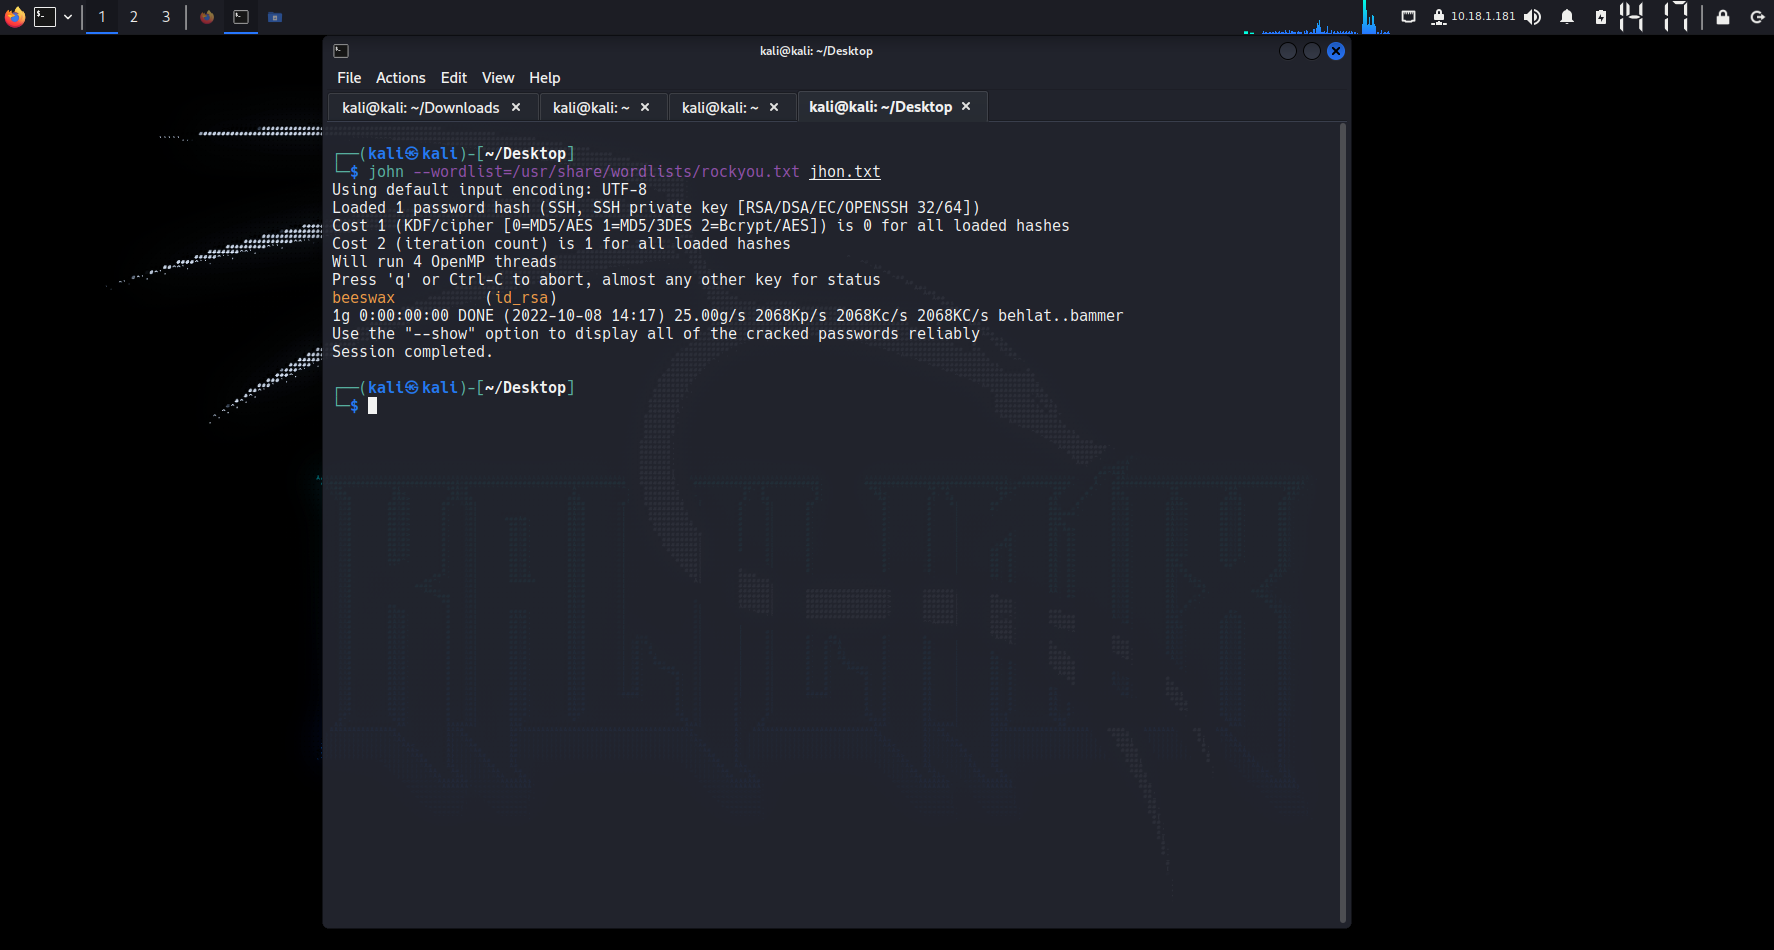 1 2 3
10.18.1.181
14 17
kali@kali: ~/Desktop
File Actions Edit View Help
kali@kali: ~/Downloads × kali@kali: ~ × kali@kali: ~ × kali@kali: ~/Desktop ×
┌──(kali㉿kali)-[~/Desktop]
└─$ john --wordlist=/usr/share/wordlists/rockyou.txt jhon.txt
Using default input encoding: UTF-8
Loaded 1 password hash (SSH, SSH private key [RSA/DSA/EC/OPENSSH 32/64])
Cost 1 (KDF/cipher [0=MD5/AES 1=MD5/3DES 2=Bcrypt/AES]) is 0 for all loaded hashes
Cost 2 (iteration count) is 1 for all loaded hashes
Will run 4 OpenMP threads
Press 'q' or Ctrl-C to abort, almost any other key for status
beeswax (id_rsa)
1g 0:00:00:00 DONE (2022-10-08 14:17) 25.00g/s 2068Kp/s 2068Kc/s 2068KC/s behlat..bammer
Use the "--show" option to display all of the cracked passwords reliably
Session completed.
┌──(kali㉿kali)-[~/Desktop]
└─$